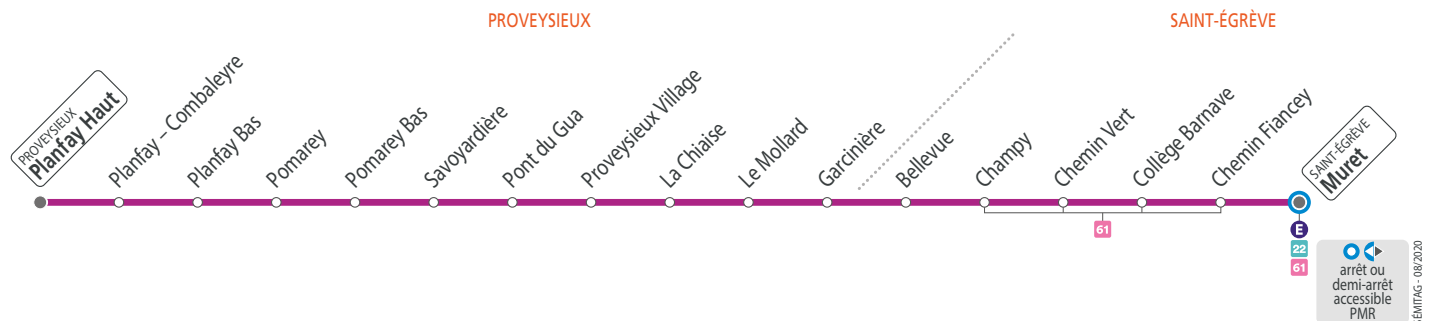 PROVEYSIEUX
SAINT-ÉGRÈVE
PROVEYSIEUX
Planfay Haut
Planfay – Combaleyre
Planfay Bas
Pomarey
Pomarey Bas
Savoyardière
Pont du Gua
Proveysieux Village
La Chiaise
Le Mollard
Garcinière
Bellevue
Champy
Chemin Vert
Collège Barnave
Chemin Fiancey
SAINT-ÉGRÈVE
Muret
61
E
22
61
arrêt ou
demi-arrêt
accessible
PMR
SÉMITAG - 08/2020